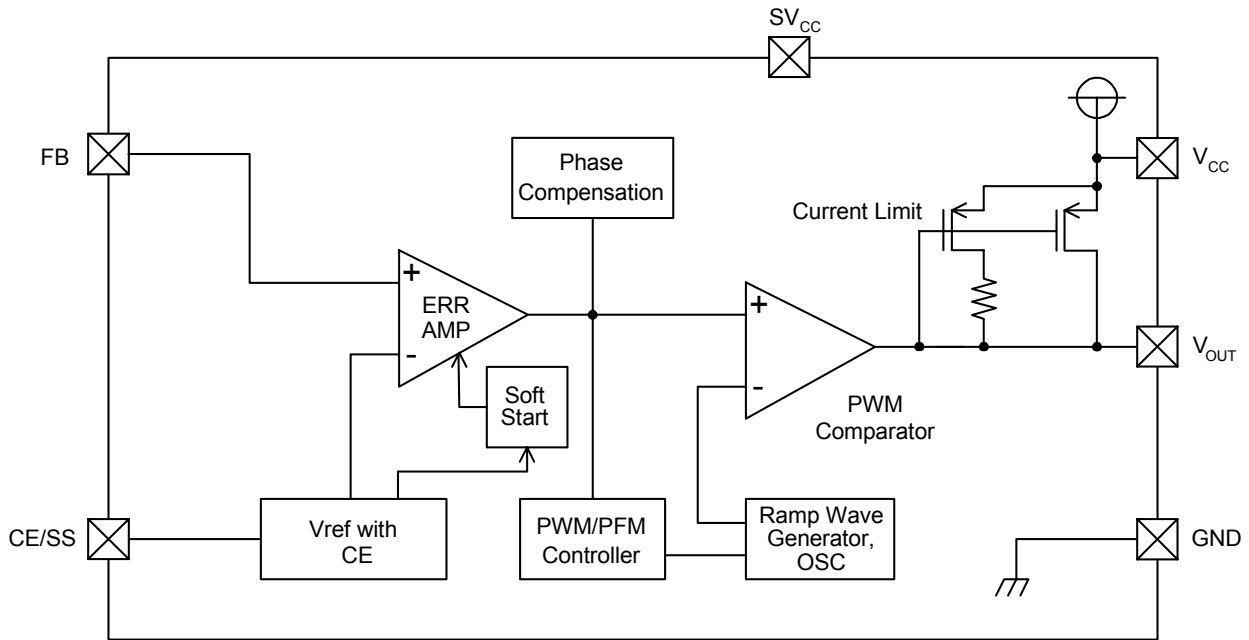 SVCC
FB
Phase
Compensation
VCC
Current Limit
+
ERR
AMP
-
+
-
VOUT
Soft
Start
PWM
Comparator
CE/SS
Vref with
CE
PWM/PFM
Controller
Ramp Wave
Generator,
OSC
GND